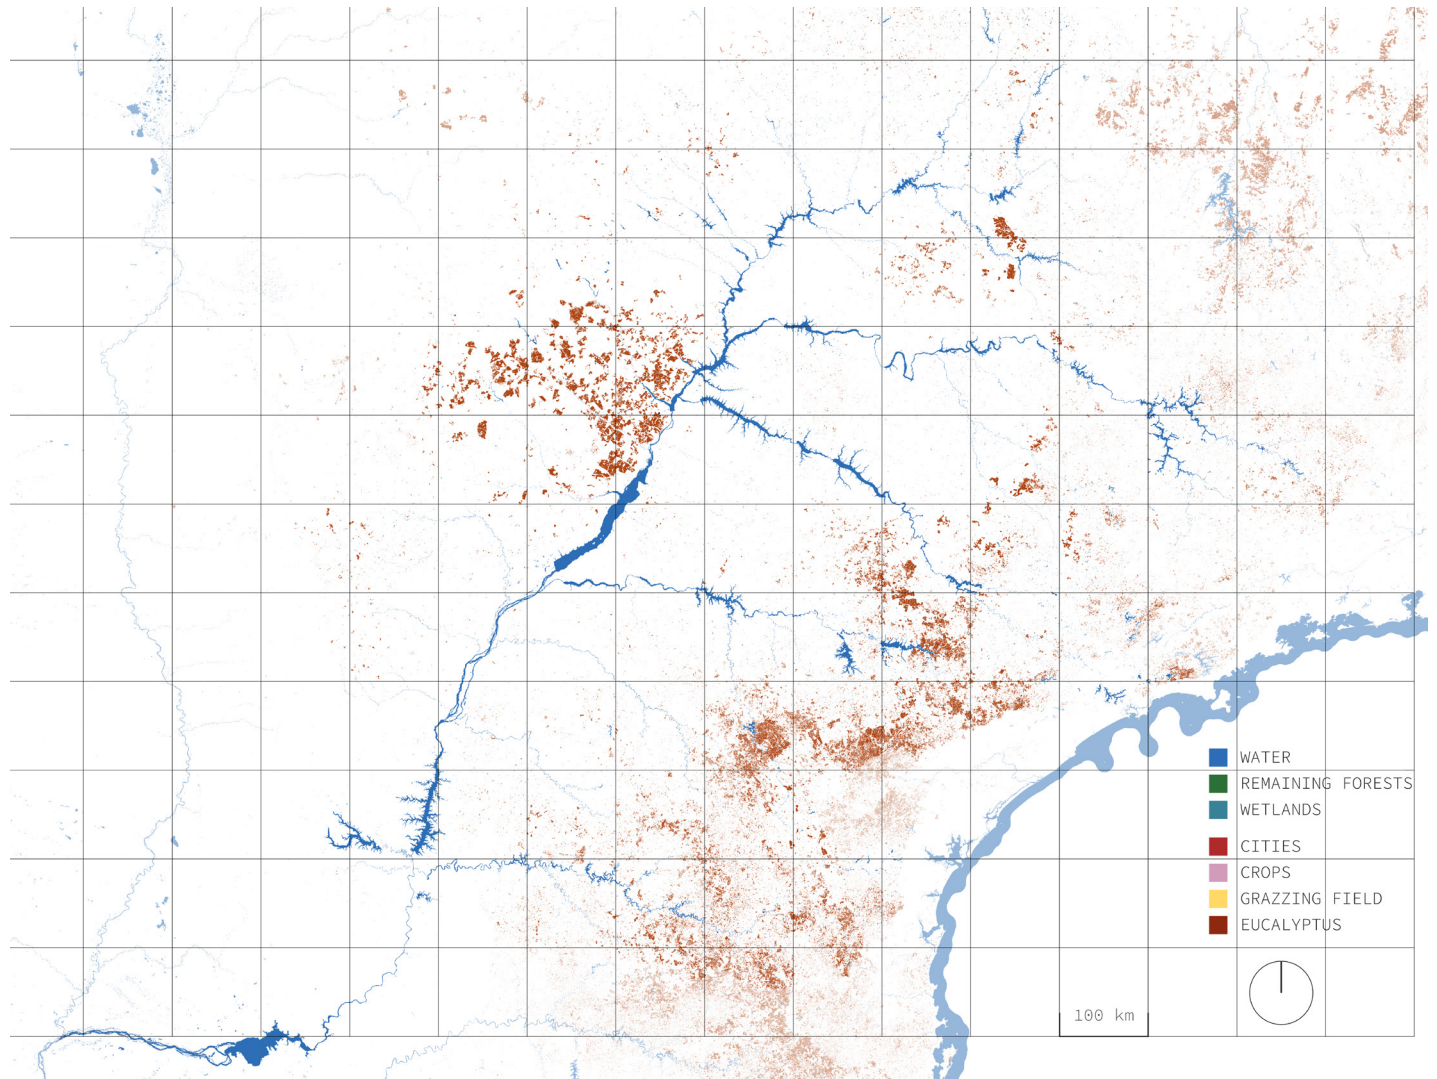 WATER
REMAINING FORESTS
WETLANDS
CITIES
CROPS
GRAZZING FIELD
EUCALYPTUS
100 km